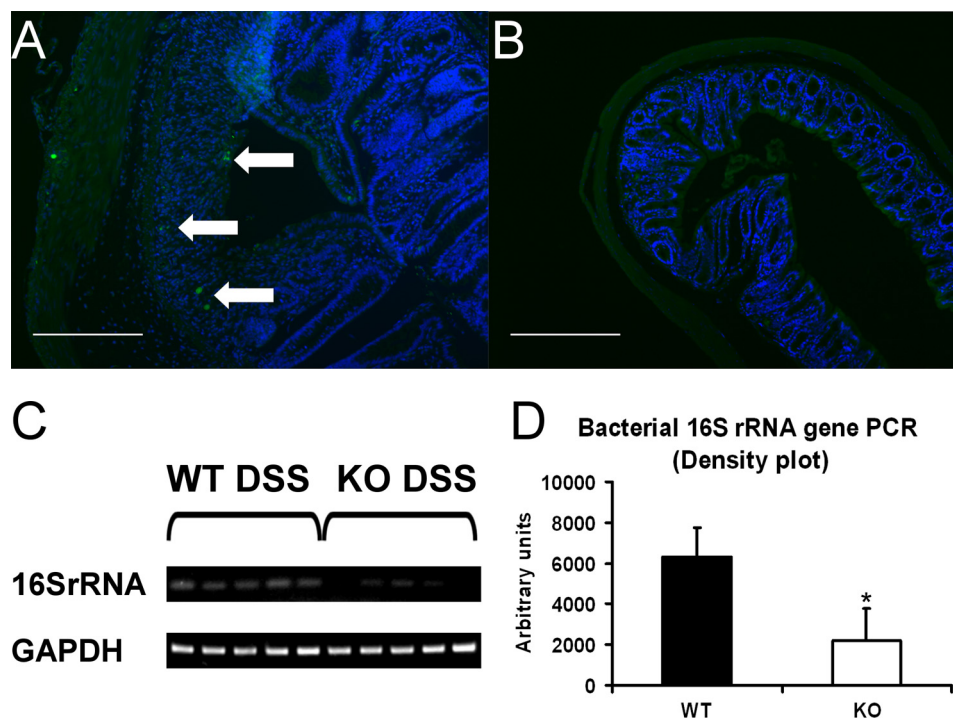 A
B
C
WT DSS KO DSS
16SrRNA
GAPDH
D
Bacterial 16S rRNA gene PCR
(Density plot)
Arbitrary units
10000
8000
6000
4000
2000
0
*
WT
KO